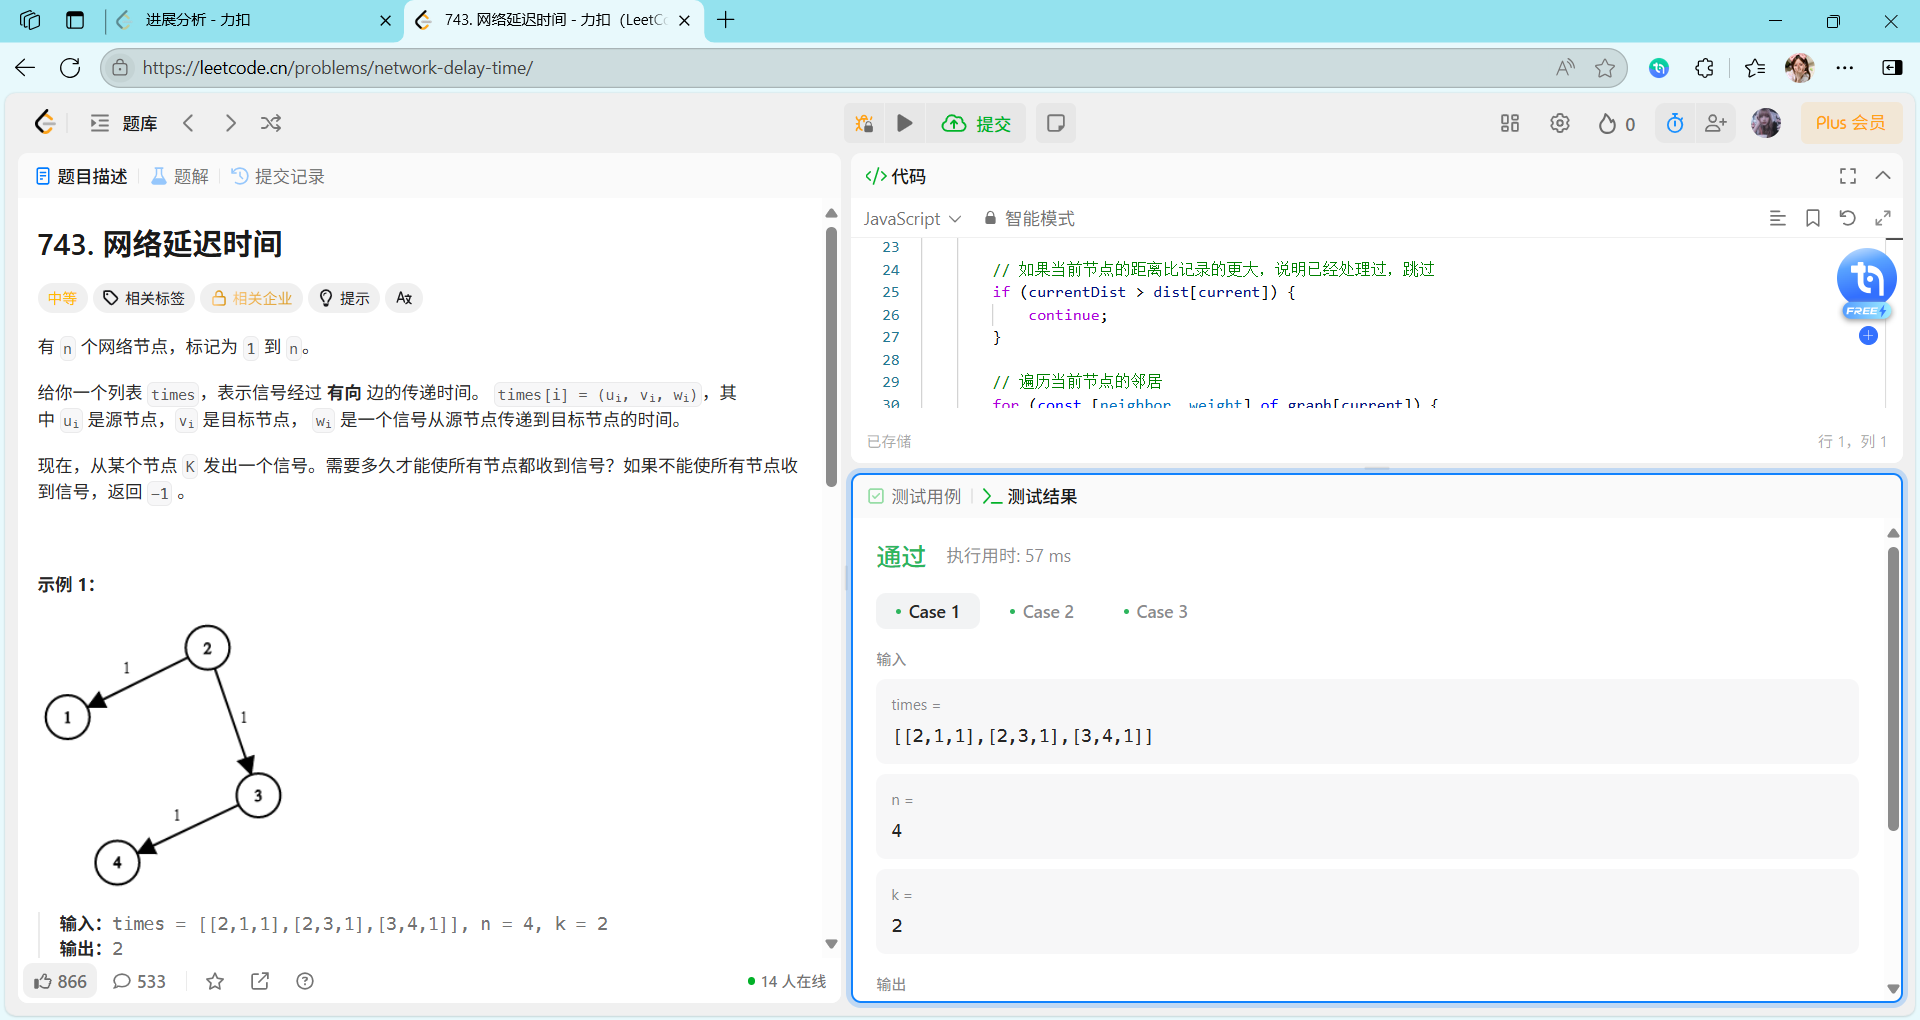 进展分析 - 力扣
743. 网络延迟时间 - 力扣（LeetCo
https://leetcode.cn/problems/network-delay-time/
题库
提交
0
Plus 会员
题目描述
题解
提交记录
743. 网络延迟时间
中等
相关标签
相关企业
提示
有 n 个网络节点，标记为 1 到 n。
给你一个列表 times，表示信号经过 有向 边的传递时间。 times[i] = (ui, vi, wi)，其
中 ui 是源节点，vi 是目标节点， wi 是一个信号从源节点传递到目标节点的时间。
现在，从某个节点 K 发出一个信号。需要多久才能使所有节点都收到信号？如果不能使所有节点收
到信号，返回 -1 。
示例 1：
2
1
1
1
3
1
4
输入：times = [[2,1,1],[2,3,1],[3,4,1]], n = 4, k = 2
输出：2
866
533
14 人在线
</> 代码
JavaScript
智能模式
23
24 // 如果当前节点的距离比记录的更大，说明已经处理过，跳过
25 if (currentDist > dist[current]) {
26 continue;
27 }
28
29 // 遍历当前节点的邻居
30 for (const [neighbor, weight] of graph[current]) {
FREE
已存储
行 1，列 1
测试用例
测试结果
通过
执行用时: 57 ms
Case 1
Case 2
Case 3
输入
times =
[[2,1,1],[2,3,1],[3,4,1]]
n =
4
k =
2
输出